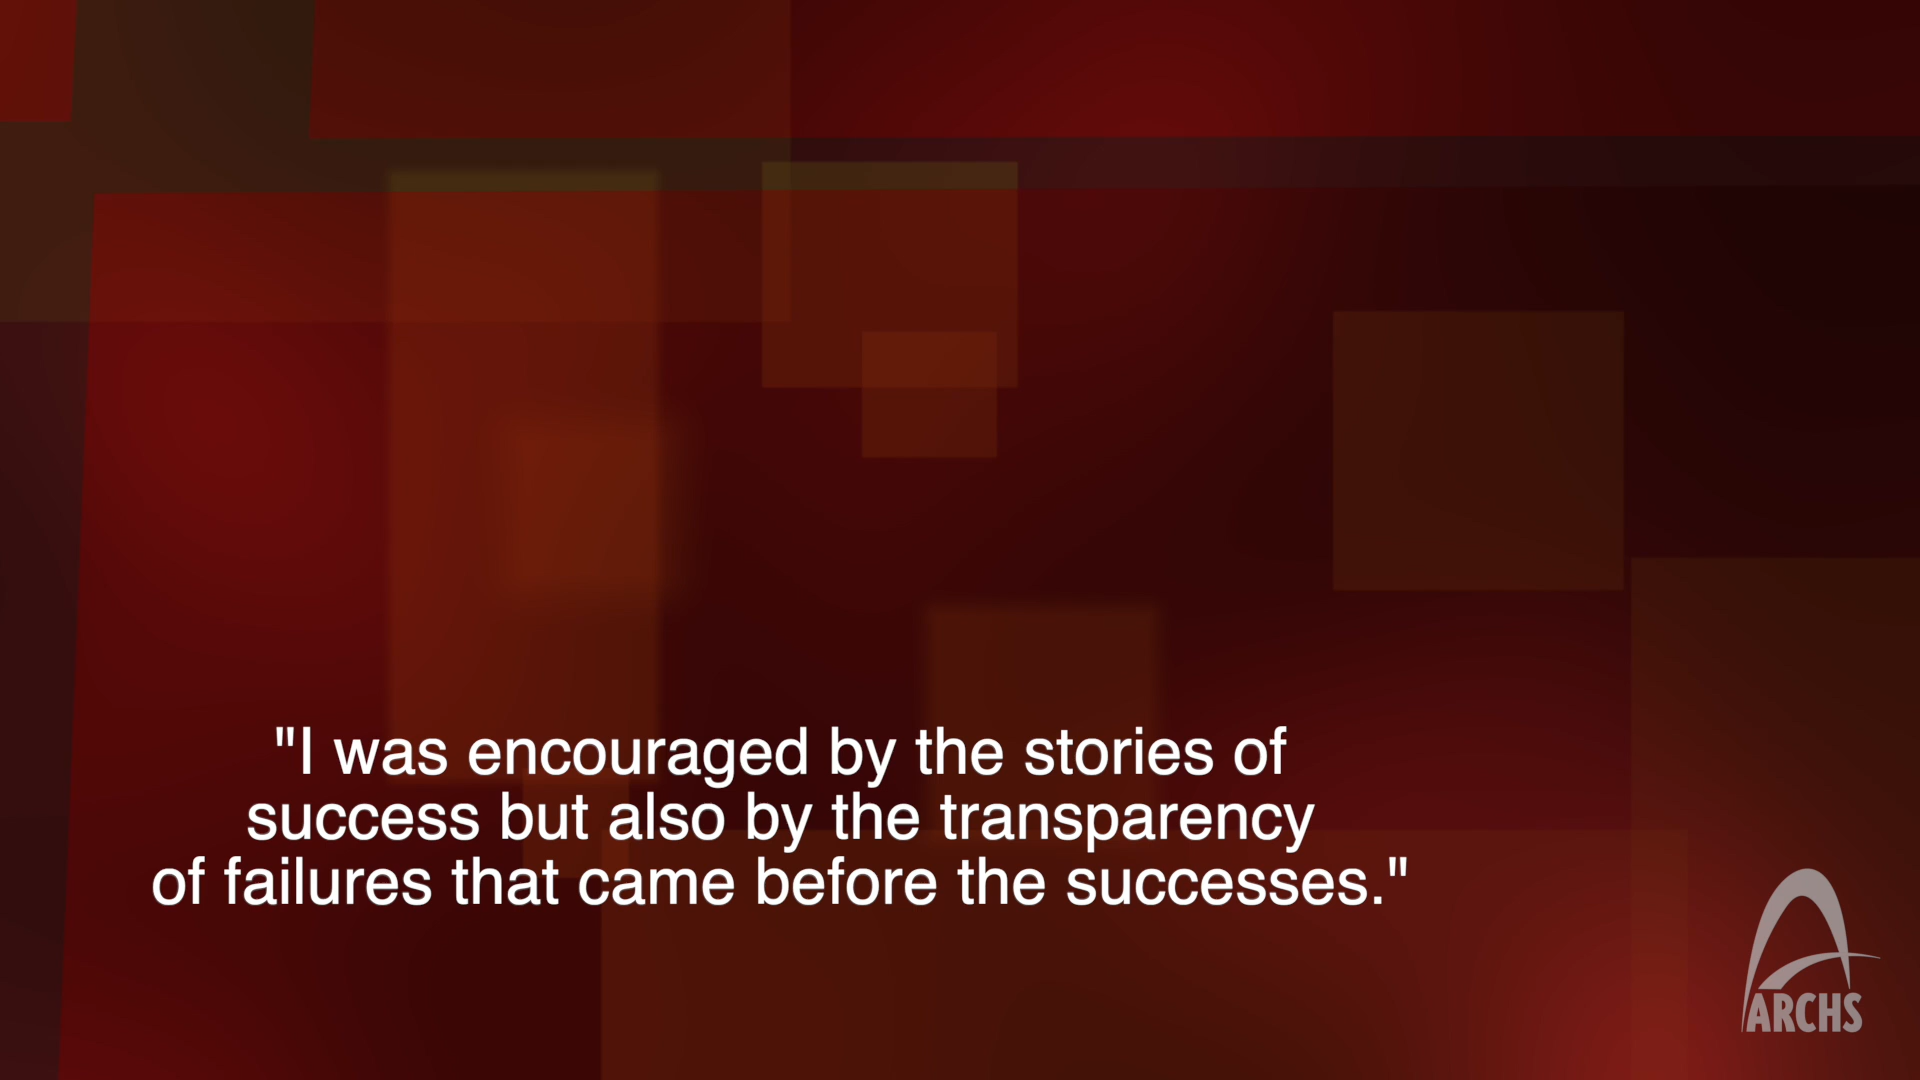 "I was encouraged by the stories of
success but also by the transparency
of failures that came before the successes."
ARCHS